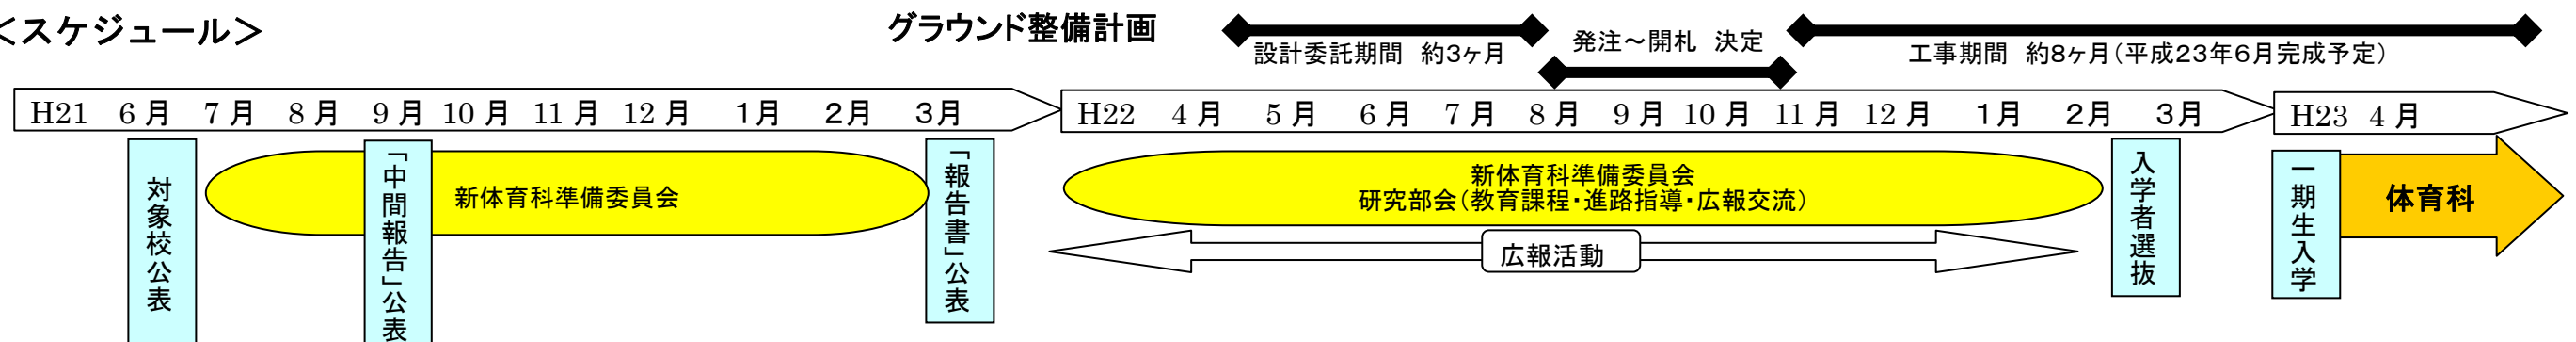 ＜スケジュール＞
グラウンド整備計画
設計委託期間　約3ヶ月
発注～開札　決定
工事期間　約8ヶ月（平成23年6月完成予定）
H21 6月 7月 8月 9月 10月 11月 12月 1月 2月 3月
H22 4月 5月 6月 7月 8月 9月 10月 11月 12月 1月 2月 3月
H23 4月
対象校公表
「中間報告」公表
新体育科準備委員会
「報告書」公表
新体育科準備委員会
研究部会（教育課程・進路指導・広報交流）
広報活動
入学者選抜
一期生入学
体育科